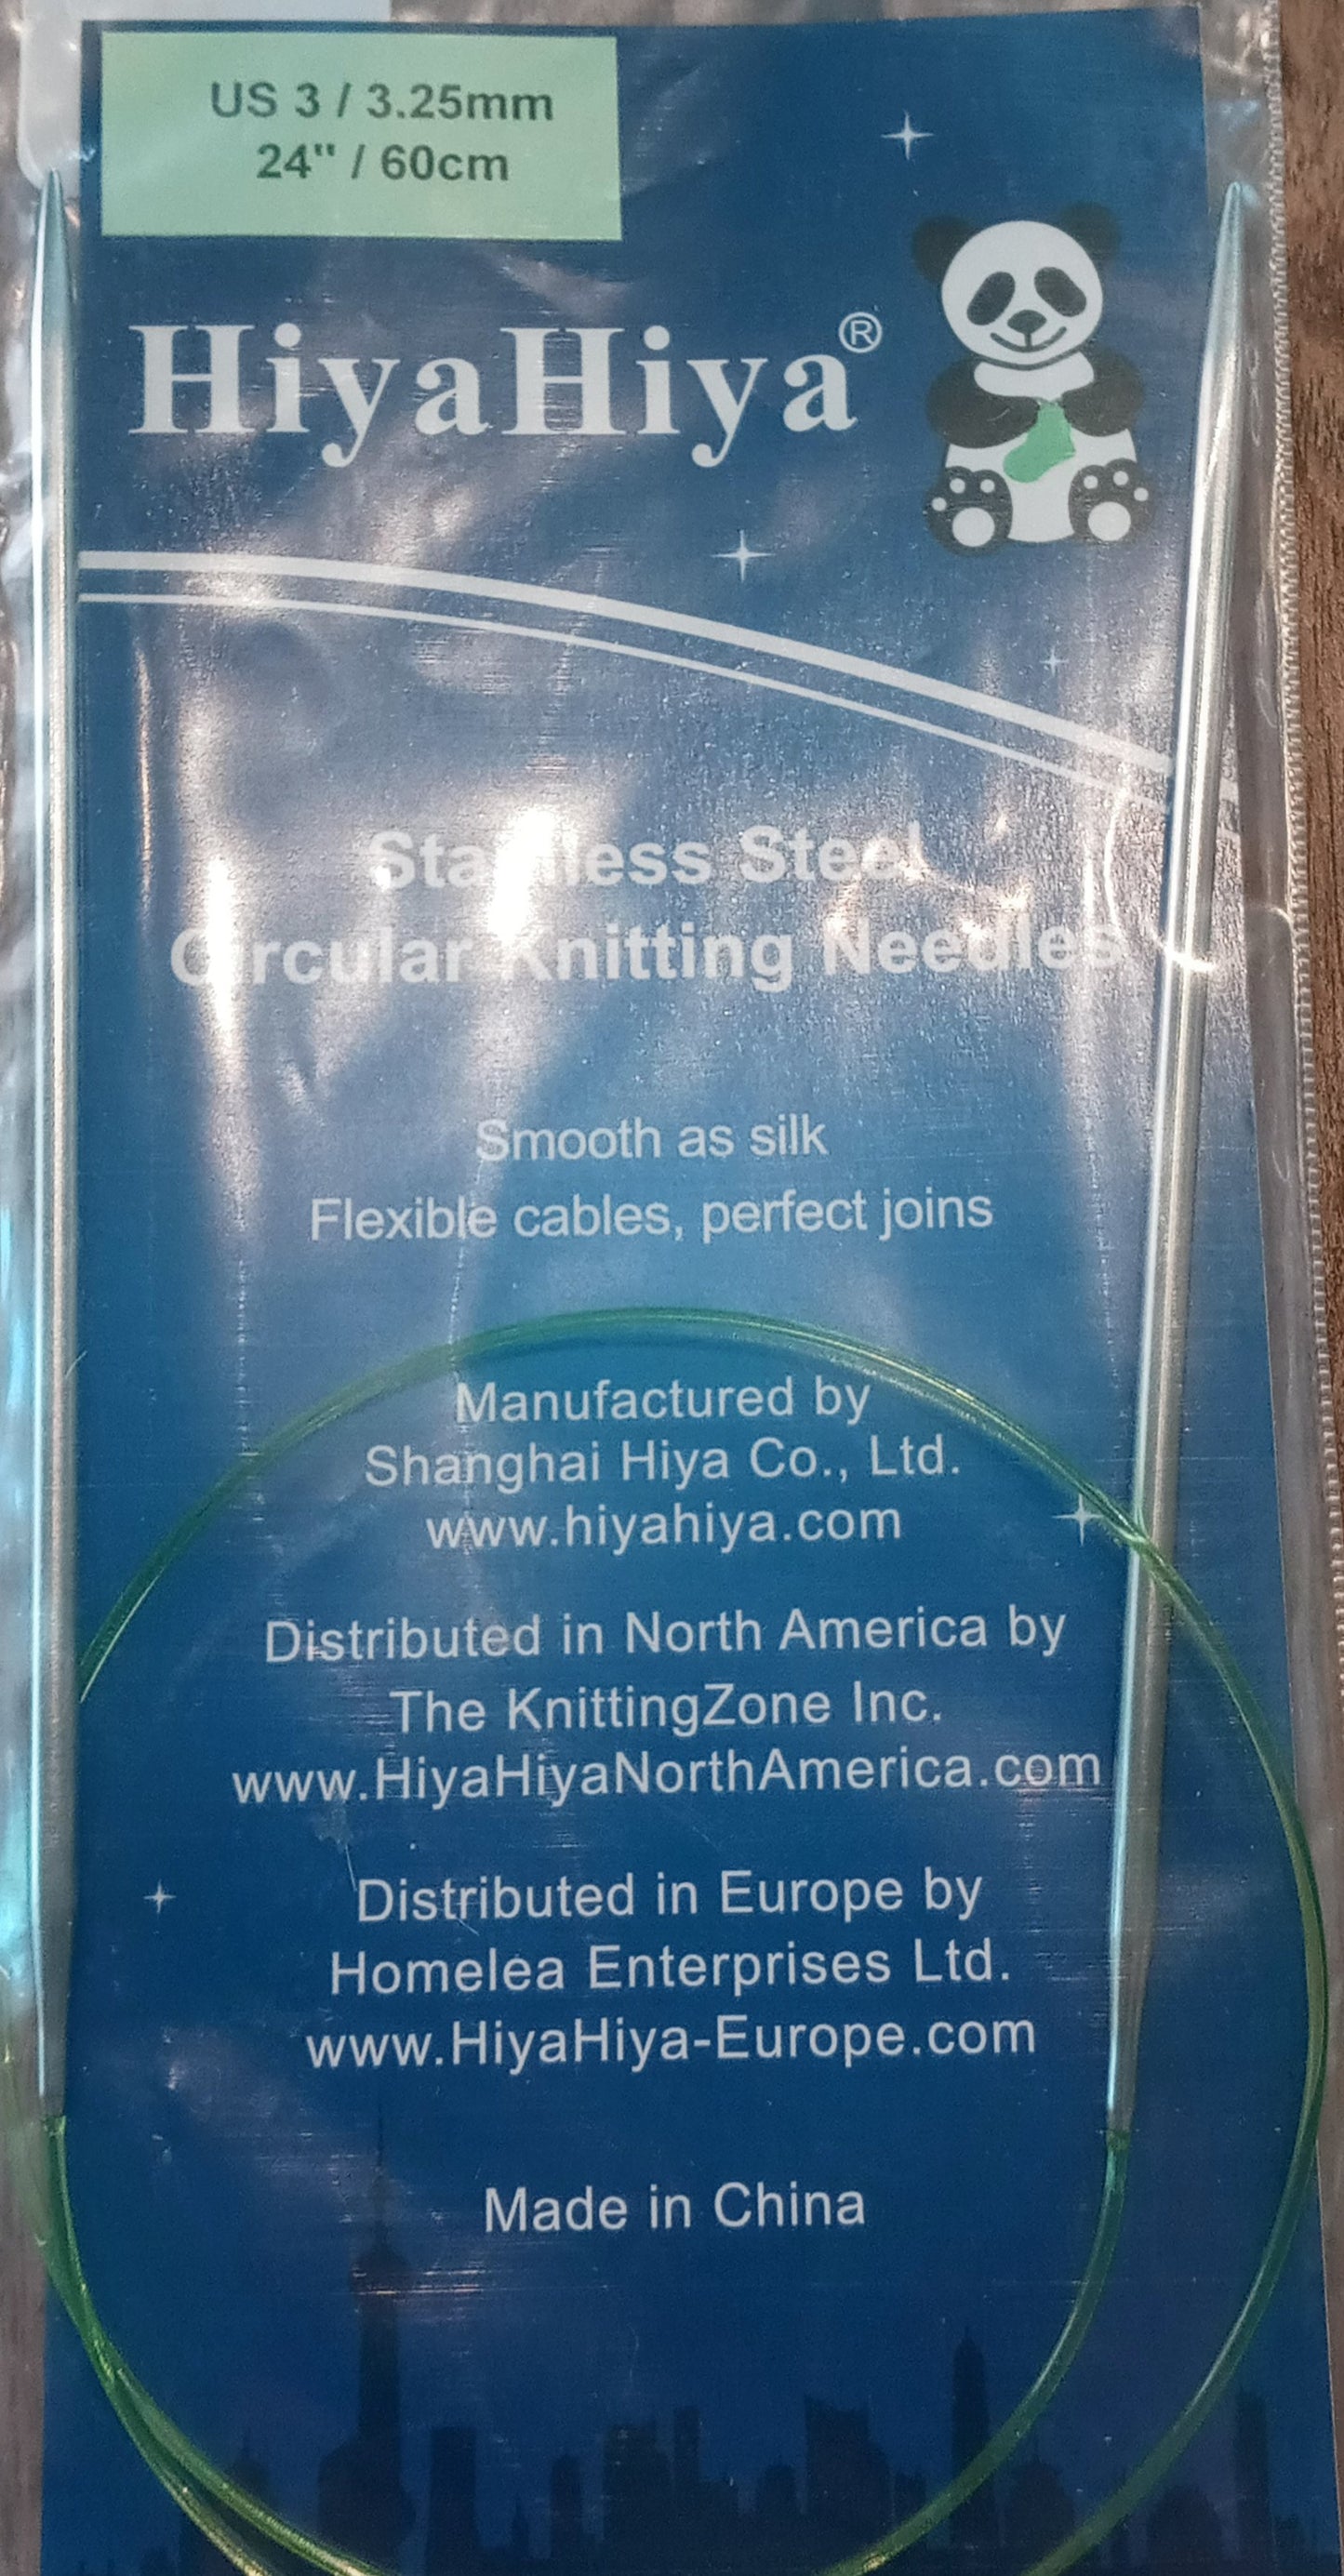 US 3 / 3.25mm
24" / 60cm
HiyaHiya®
Stainless Steel
Circular Knitting Needles
Smooth as silk
Flexible cables, perfect joins
Manufactured by
Shanghai Hiya Co., Ltd.
www.hiyahiya.com
Distributed in North America by
The KnittingZone Inc.
www.HiyaHiyaNorthAmerica.com
Distributed in Europe by
Homelea Enterprises Ltd.
www.HiyaHiya-Europe.com
Made in China